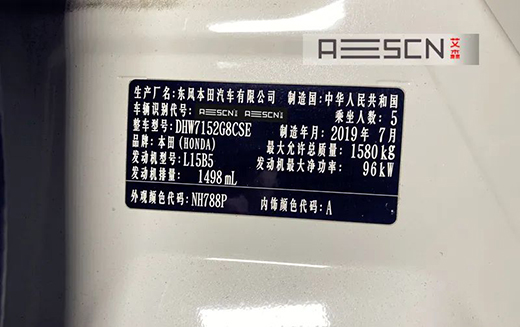 AESCN 艾森
生产厂名:东风本田汽车有限公司 制造国:中华人民共和国
车辆识别代号: AESCN AESCN 乘坐人数: 5
整车型号:DHW7152G8CSE 制造年月:2019年 7月
品牌:本田(HONDA) 最大允许总质量: 1580kg
发动机型号:L15B5 发动机最大净功率: 96kW
发动机排量: 1498 mL
外观颜色代码:NH788P 内饰颜色代码:A